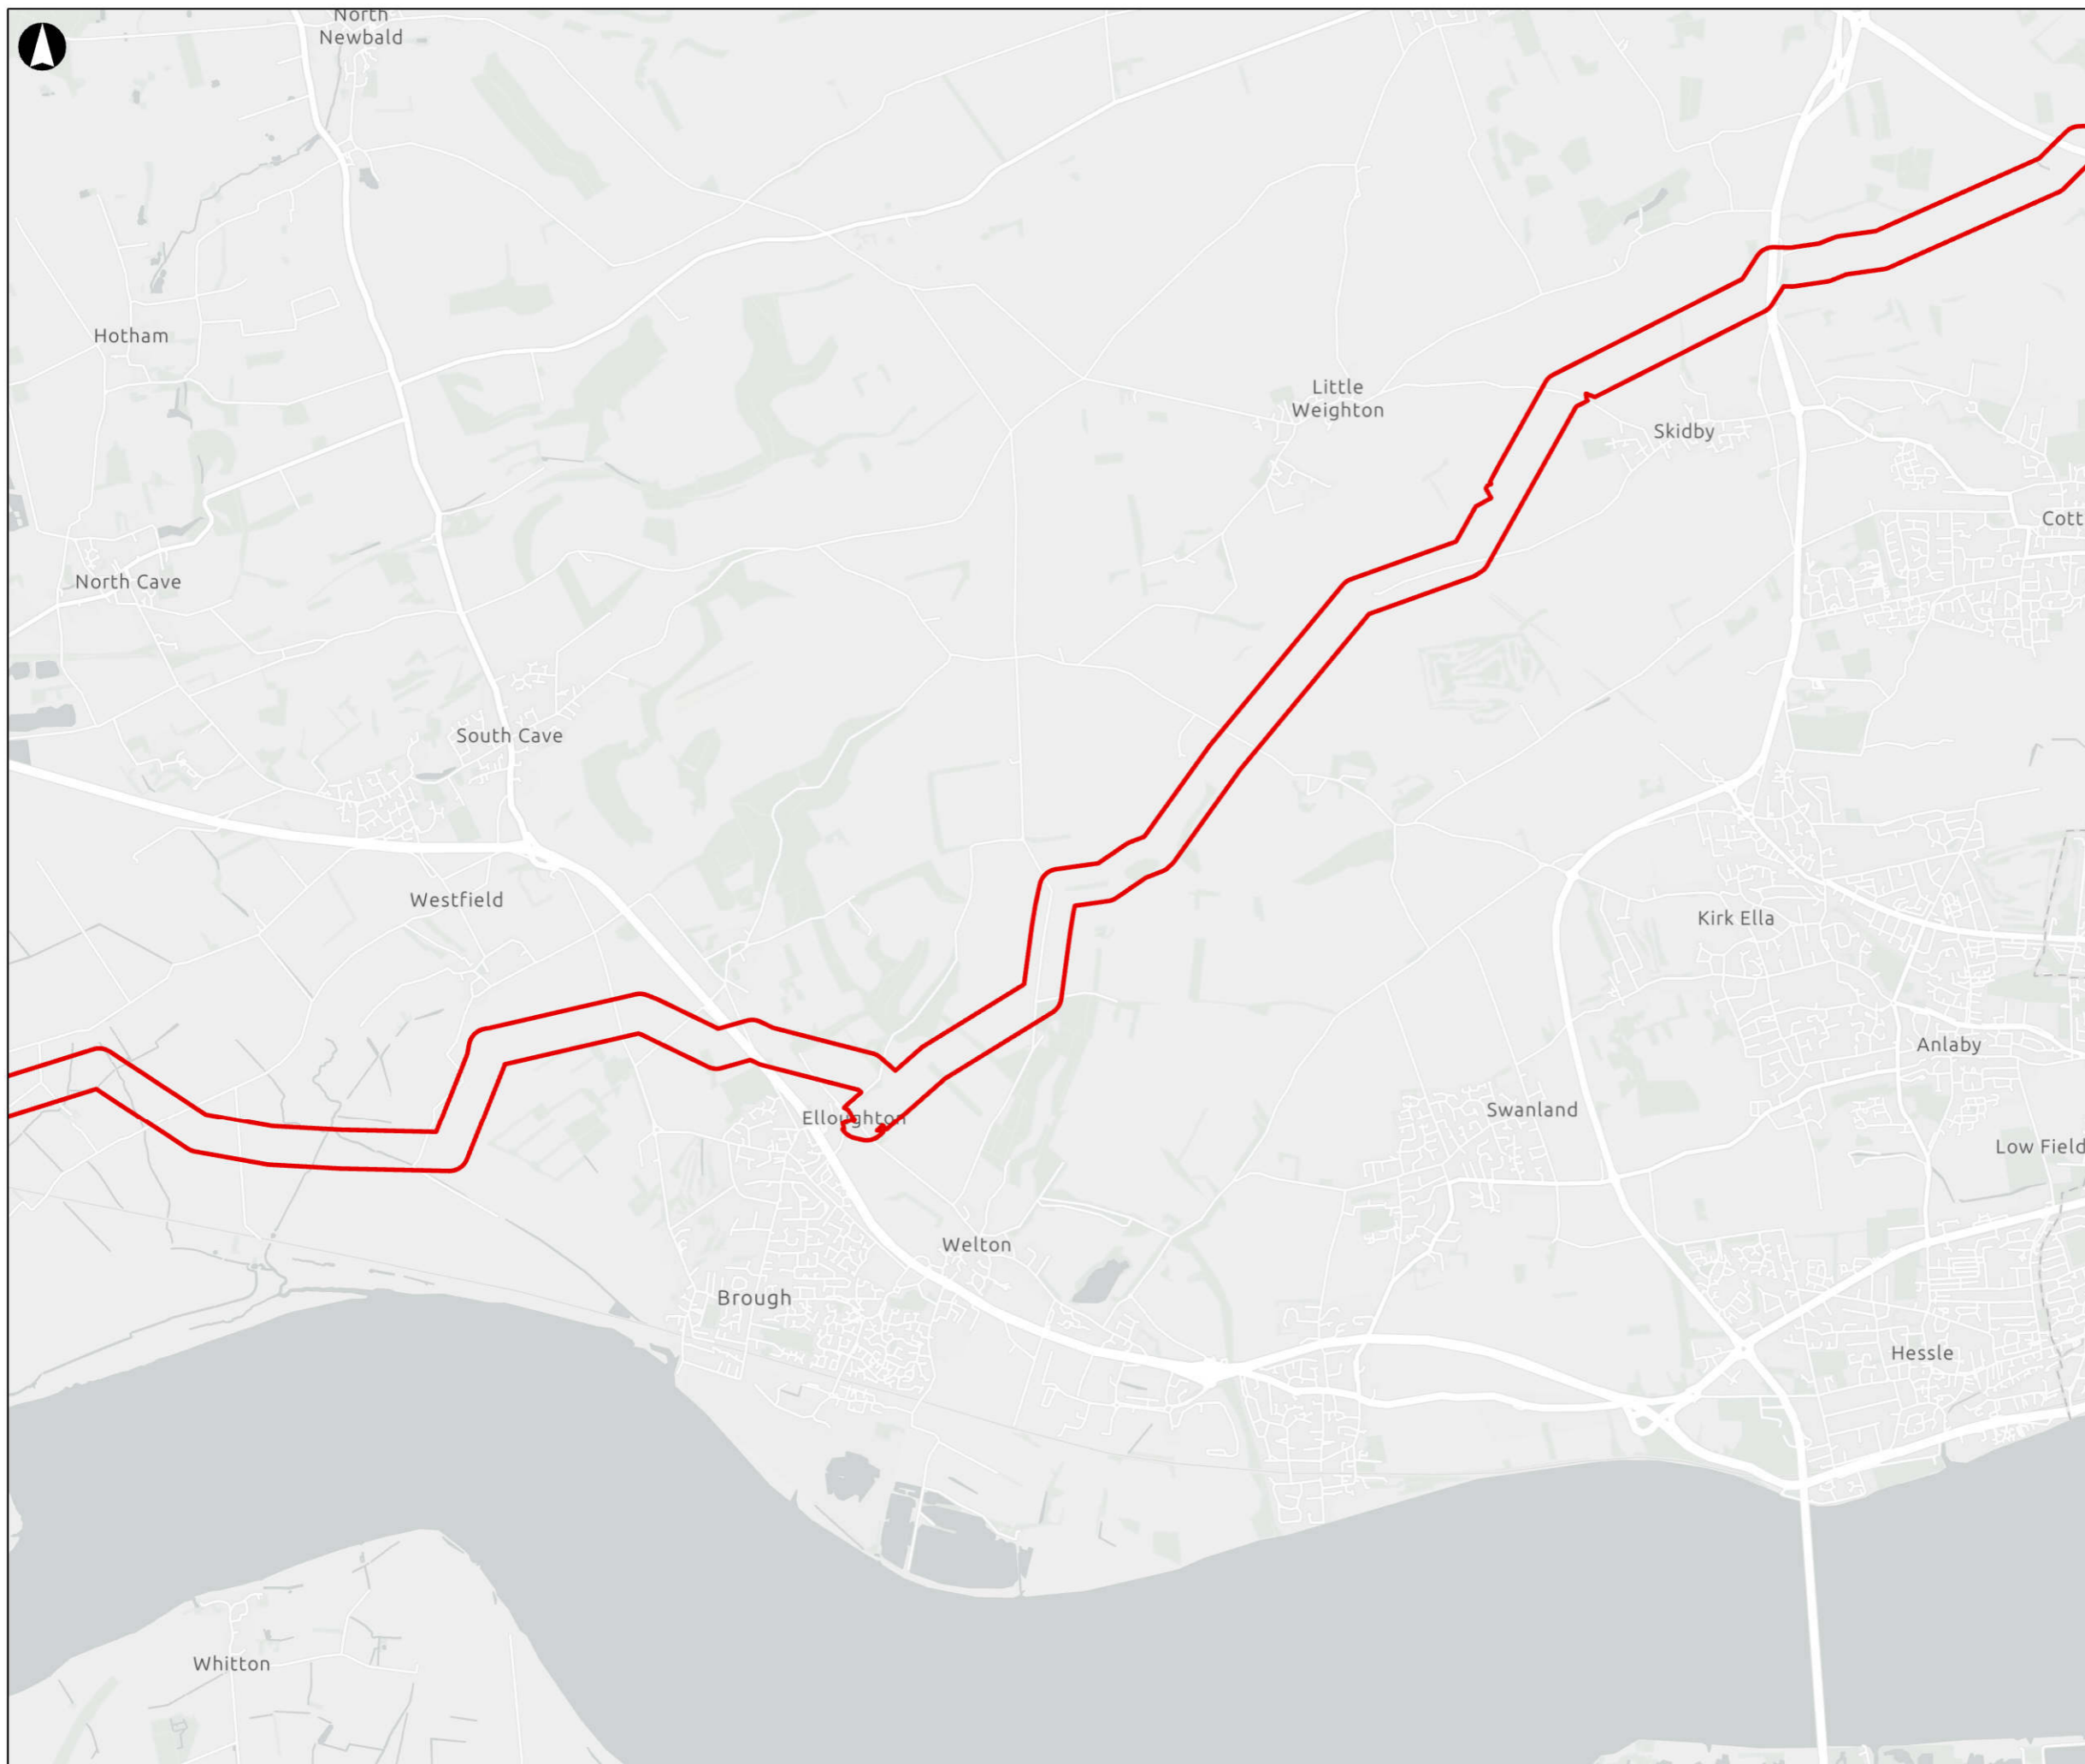 North
Newbald
Hotham
Little
Weighton
Skidby
Cott
North Cave
South Cave
Westfield
Kirk Ella
Anlaby
Elloughton
Swanland
Low Field
Welton
Brough
Hessle
Whitton